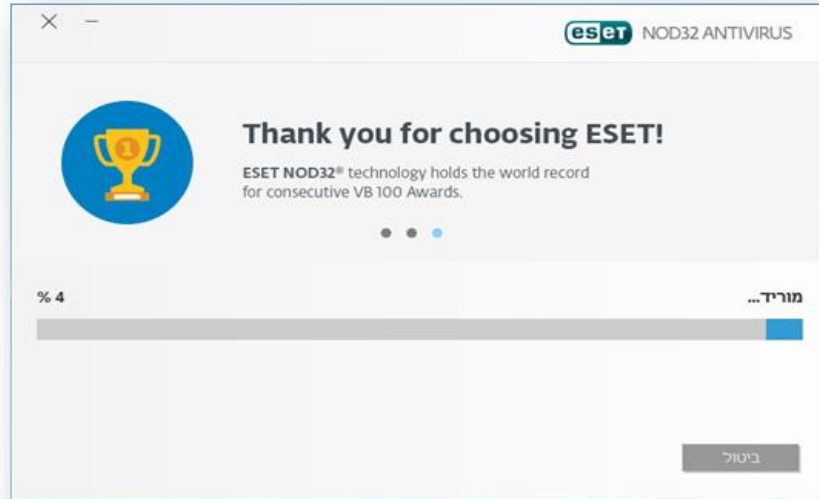 eset NOD32 ANTIVIRUS
1
Thank you for choosing ESET!
ESET NOD32® technology holds the world record
for consecutive VB 100 Awards.
מוריד...
% 4
ביטול